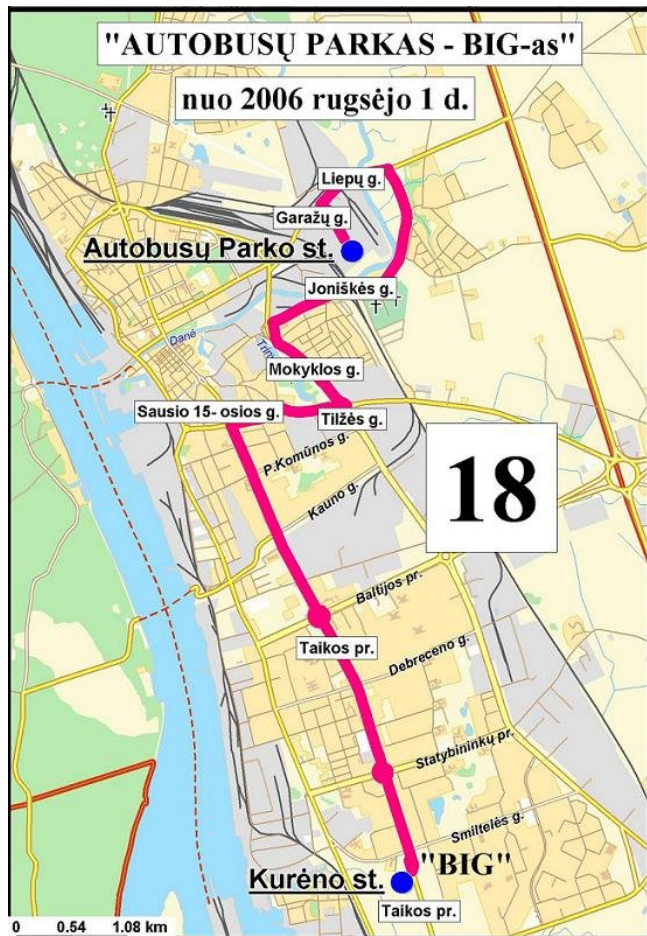 "AUTOBUSŲ PARKAS - BIG-as"
nuo 2006 rugsėjo 1 d.
Liepų g.
Garažų g.
Autobusų Parko st.
Joniškės g.
Danė
Mokyklos g.
Sausio 15- osios g.
Tilžės g.
P.Komūnos g.
18
Kauno g.
Baltijos pr.
Taikos pr.
Debreceno g.
Statybininkų pr.
Smiltelės g.
"BIG"
Kurėno st.
Taikos pr.
0 0.54 1.08 km